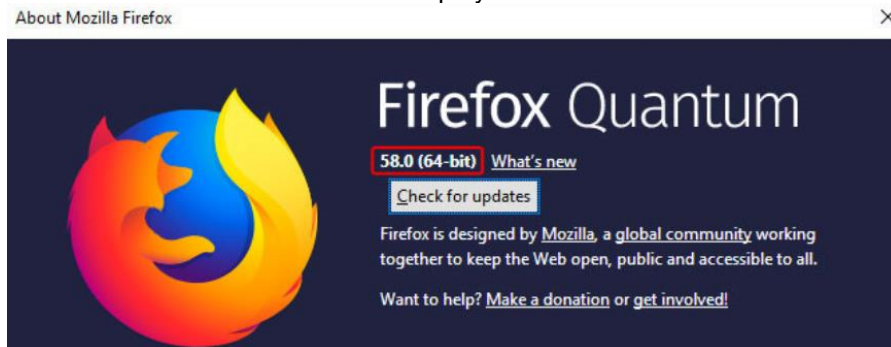 About Mozilla Firefox
Firefox Quantum
58.0 (64-bit) What's new
Check for updates
Firefox is designed by Mozilla, a global community working
together to keep the Web open, public and accessible to all.
Want to help? Make a donation or get involved!